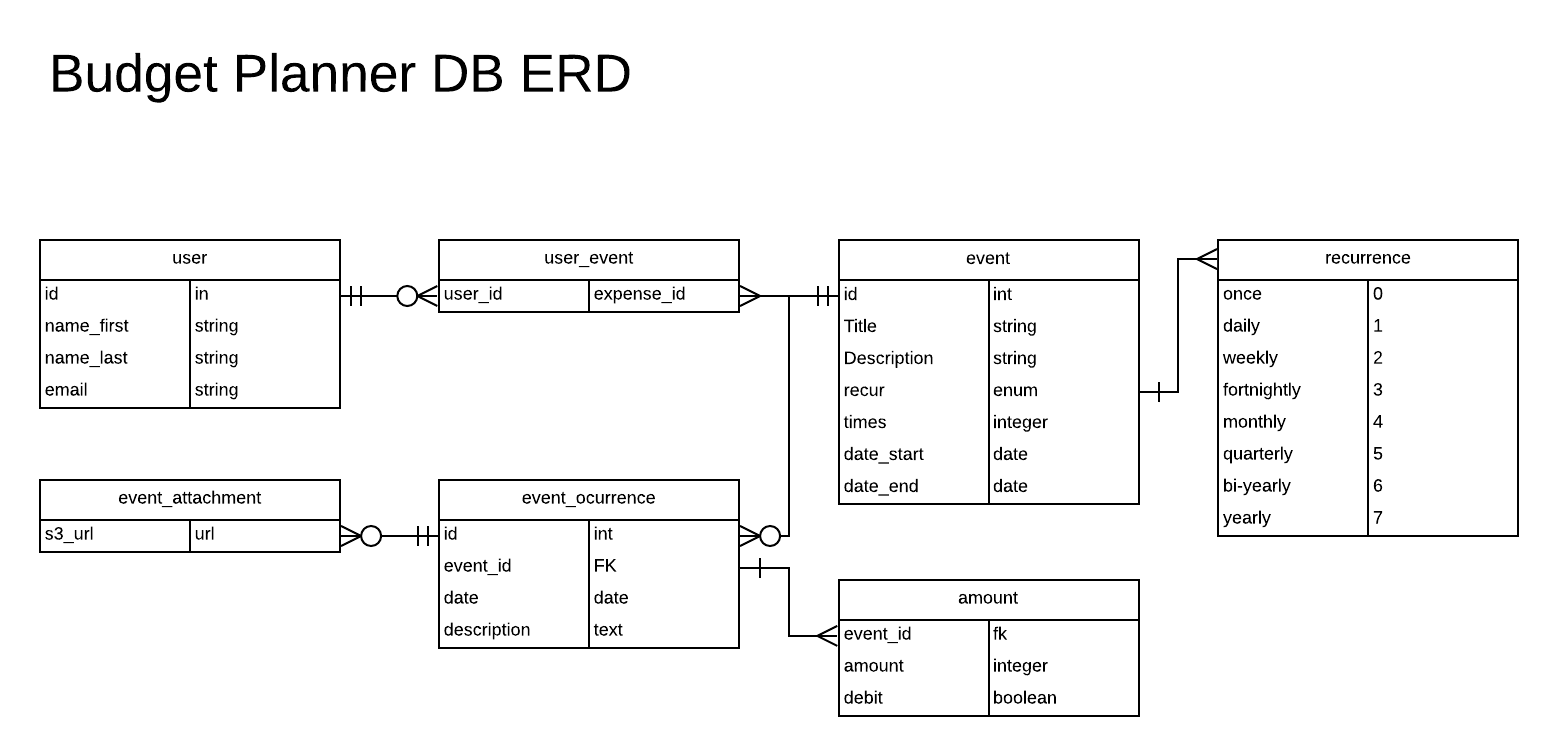 Budget Planner DB ERD
user
id in
name_first string
name_last string
email string
user_event
user_id expense_id
event
id int
Title string
Description string
recur enum
times integer
date_start date
date_end date
recurrence
once 0
daily 1
weekly 2
fortnightly 3
monthly 4
quarterly 5
bi-yearly 6
yearly 7
event_attachment
s3_url url
event_ocurrence
id int
event_id FK
date date
description text
amount
event_id fk
amount integer
debit boolean